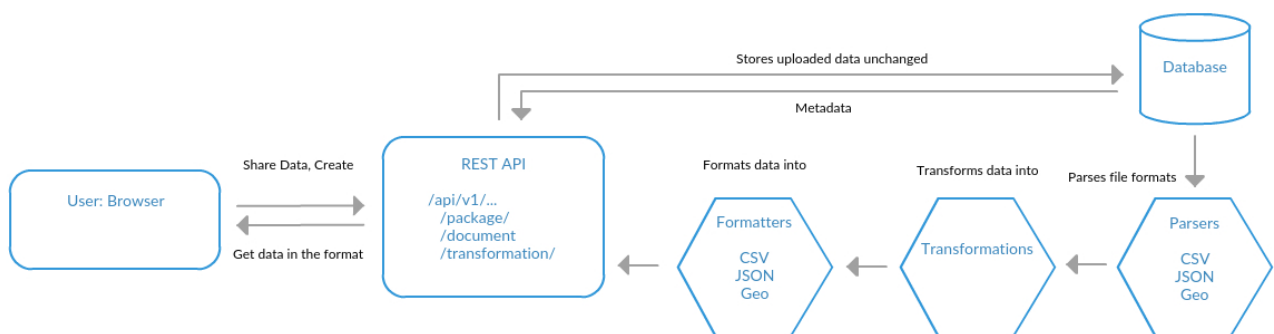 Stores uploaded data unchanged
Database
Metadata
User: Browser
Share Data, Create
Get data in the format
REST API
/api/v1/...
/package/
/document
/transformation/
Formats data into
Formatters
CSV
JSON
Geo
Transforms data into
Transformations
Parses file formats
Parsers
CSV
JSON
Geo